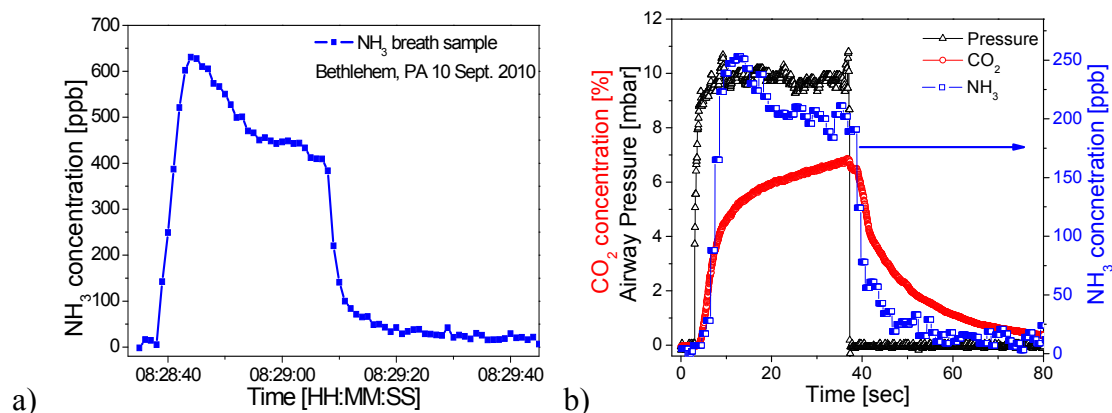 700
600
500
400
300
200
100
0
NH3 concentration [ppb]
NH3 breath sample
Bethlehem, PA 10 Sept. 2010
08:28:40
08:29:00
08:29:20
08:29:40
Time [HH:MM:SS]
a)
CO2 concentration [%]
Airway Pressure [mbar]
12
10
8
6
4
2
0
Pressure
CO2
NH3
250
200
150
100
50
0
NH3 concnetration [ppb]
0
20
40
60
80
Time [sec]
b)